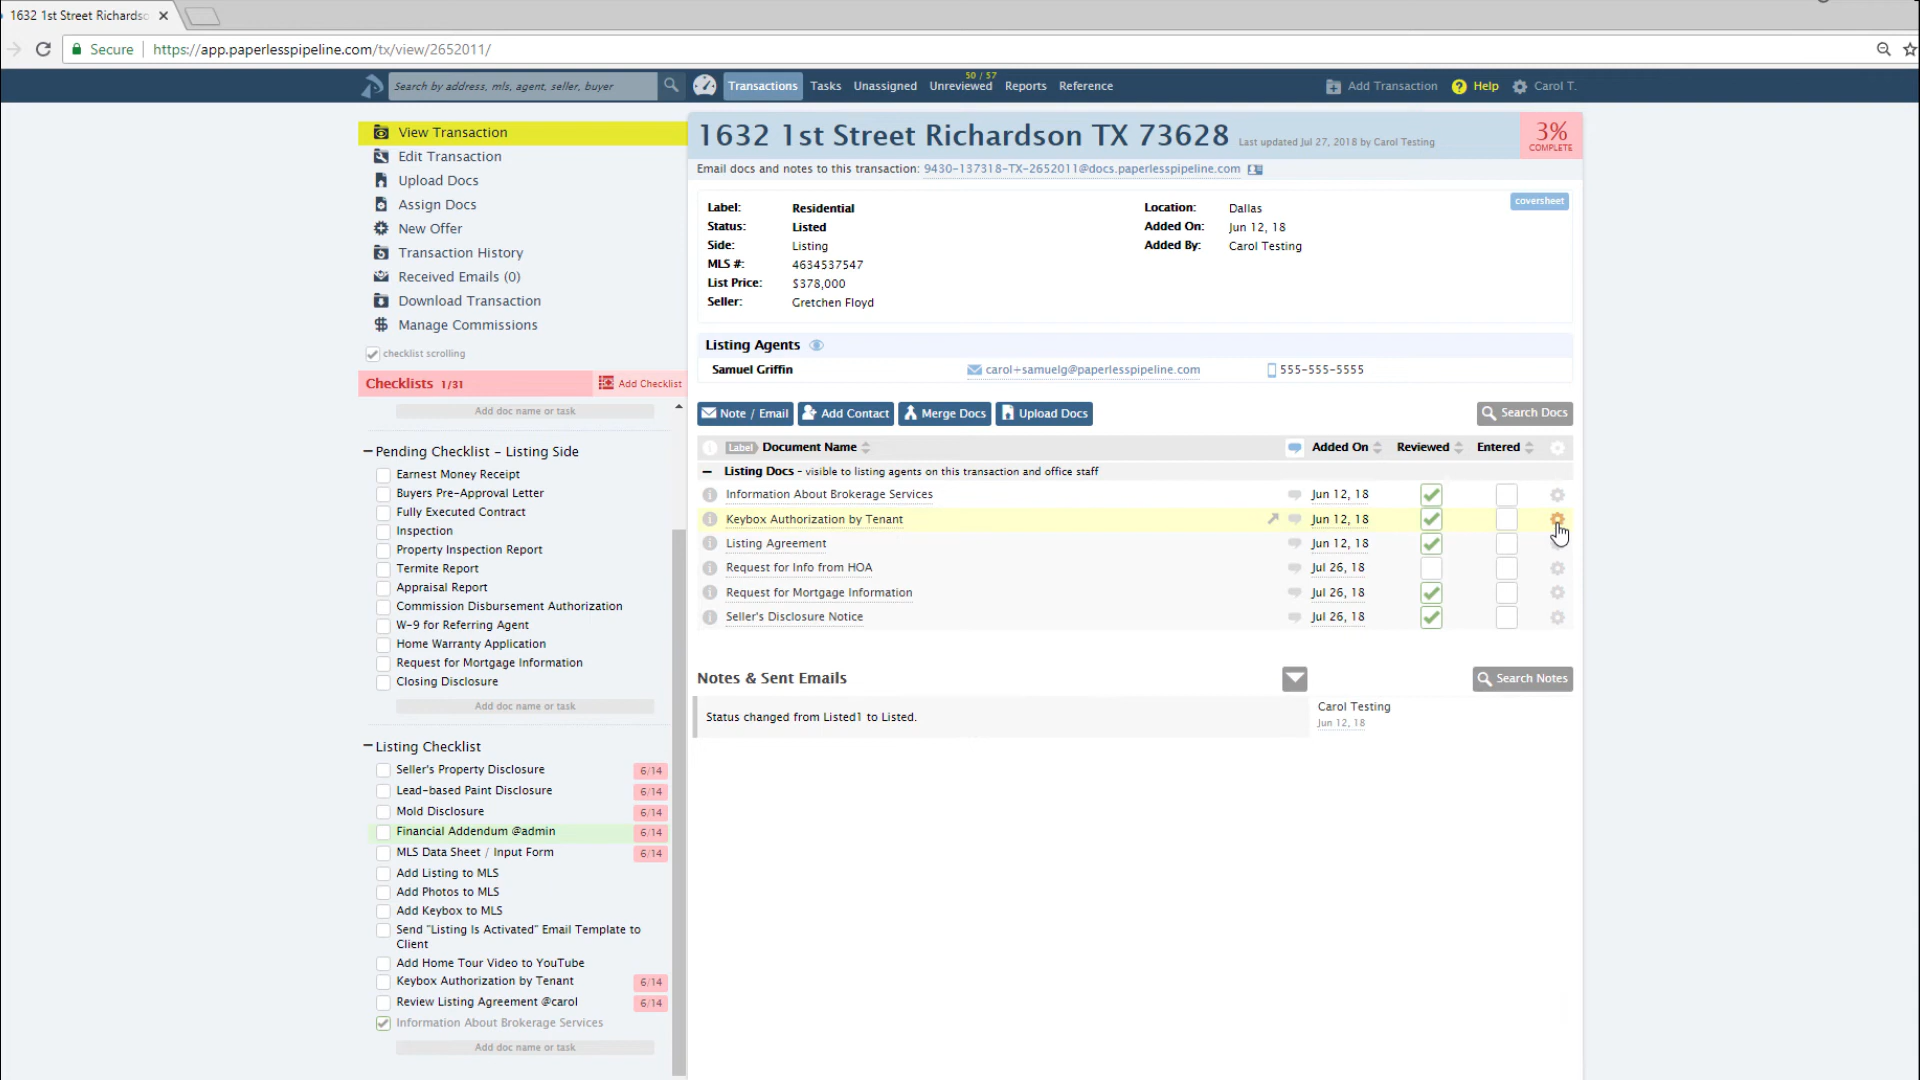 1632 1st Street Richardso
Secure https://app.paperlesspipeline.com/tx/view/2652011/
Search by address, mls, agent, seller, buyer
Transactions Tasks Unassigned Unreviewed 50 / 57 Reports Reference
Add Transaction Help Carol T.
View Transaction
Edit Transaction
Upload Docs
Assign Docs
New Offer
Transaction History
Received Emails (0)
Download Transaction
Manage Commissions
checklist scrolling
Checklists 1/31 Add Checklist
Add doc name or task
Pending Checklist - Listing Side
Earnest Money Receipt
Buyers Pre-Approval Letter
Fully Executed Contract
Inspection
Property Inspection Report
Termite Report
Appraisal Report
Commission Disbursement Authorization
W-9 for Referring Agent
Home Warranty Application
Request for Mortgage Information
Closing Disclosure
Add doc name or task
Listing Checklist
Seller's Property Disclosure 6/14
Lead-based Paint Disclosure 6/14
Mold Disclosure 6/14
Financial Addendum @admin 6/14
MLS Data Sheet / Input Form 6/14
Add Listing to MLS
Add Photos to MLS
Add Keybox to MLS
Send "Listing Is Activated" Email Template to
Client
Add Home Tour Video to YouTube
Keybox Authorization by Tenant 6/14
Review Listing Agreement @carol 6/14
Information About Brokerage Services
Add doc name or task
1632 1st Street Richardson TX 73628 Last updated Jul 27, 2018 by Carol Testing
3%
COMPLETE
Email docs and notes to this transaction: 9430-137318-TX-2652011@docs.paperlesspipeline.com
coversheet
Label: Residential
Status: Listed
Side: Listing
MLS #: 4634537547
List Price: $378,000
Seller: Gretchen Floyd
Location: Dallas
Added On: Jun 12, 18
Added By: Carol Testing
Listing Agents
Samuel Griffin carol+samuelg@paperlesspipeline.com 555-555-5555
Note / Email Add Contact Merge Docs Upload Docs Search Docs
Label Document Name Added On Reviewed Entered
Listing Docs - visible to listing agents on this transaction and office staff
Information About Brokerage Services Jun 12, 18
Keybox Authorization by Tenant Jun 12, 18
Listing Agreement Jun 12, 18
Request for Info from HOA Jul 26, 18
Request for Mortgage Information Jul 26, 18
Seller's Disclosure Notice Jul 26, 18
Notes & Sent Emails Search Notes
Status changed from Listed1 to Listed. Carol Testing
Jun 12, 18